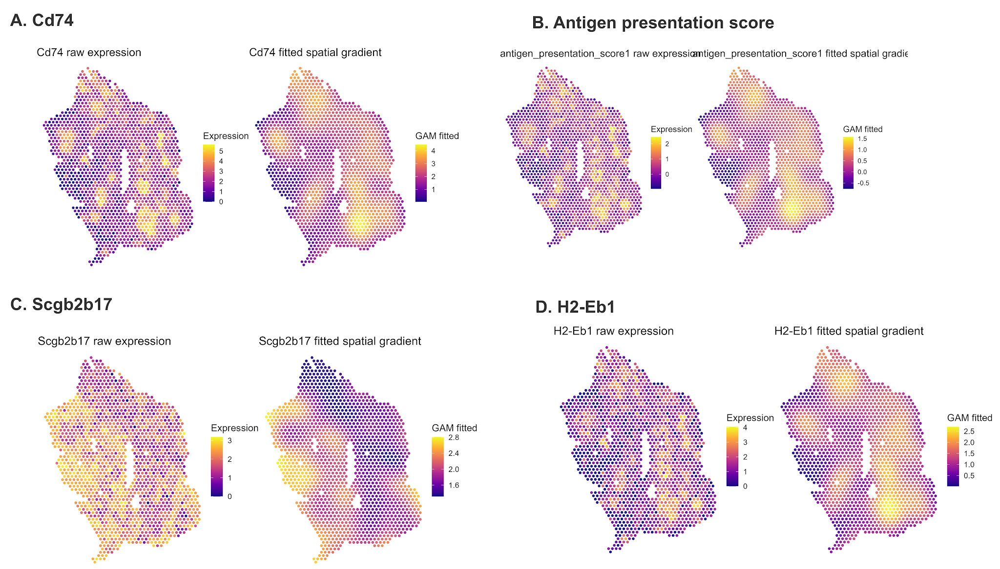 A. Cd74
B. Antigen presentation score
Cd74 raw expression
Cd74 fitted spatial gradient
antigen_presentation_score1 raw expression
antigen_presentation_score1 fitted spatial gradie
Expression
5
4
3
2
1
0
GAM fitted
4
3
2
1
Expression
2
1
0
GAM fitted
1.5
1.0
0.5
0.0
-0.5
C. Scgb2b17
D. H2-Eb1
Scgb2b17 raw expression
Scgb2b17 fitted spatial gradient
H2-Eb1 raw expression
H2-Eb1 fitted spatial gradient
Expression
3
2
1
0
GAM fitted
2.8
2.4
2.0
1.6
Expression
4
3
2
1
0
GAM fitted
2.5
2.0
1.5
1.0
0.5